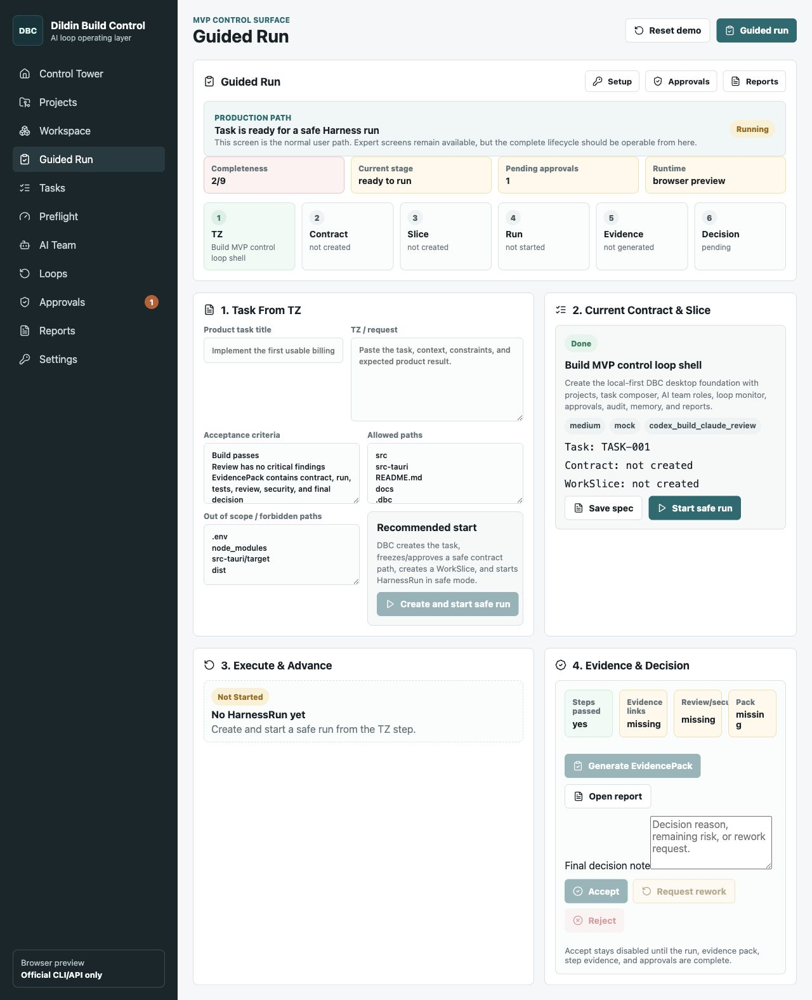 DBC
Dildin Build Control
AI loop operating layer
Control Tower
Projects
Workspace
Guided Run
Tasks
Preflight
AI Team
Loops
Approvals
1
Reports
Settings
Browser preview
Official CLI/API only
MVP CONTROL SURFACE
Guided Run
Reset demo
Guided run
Guided Run
Setup
Approvals
Reports
PRODUCTION PATH
Task is ready for a safe Harness run
This screen is the normal user path. Expert screens remain available, but the complete lifecycle should be operable from here.
Running
Completeness
2/9
Current stage
ready to run
Pending approvals
1
Runtime
browser preview
1
TZ
Build MVP control
loop shell
2
Contract
not created
3
Slice
not created
4
Run
not started
5
Evidence
not generated
6
Decision
pending
1. Task From TZ
Product task title
Implement the first usable billing
TZ / request
Paste the task, context, constraints, and
expected product result.
Acceptance criteria
Build passes
Review has no critical findings
EvidencePack contains contract, run,
tests, review, security, and final
decision
Allowed paths
src
src-tauri
README.md
docs
.dbc
Out of scope / forbidden paths
.env
node_modules
src-tauri/target
dist
Recommended start
DBC creates the task,
freezes/approves a safe contract
path, creates a WorkSlice, and starts
HarnessRun in safe mode.
Create and start safe run
2. Current Contract & Slice
Done
Build MVP control loop shell
Create the local-first DBC desktop foundation with
projects, task composer, AI team roles, loop monitor,
approvals, audit, memory, and reports.
medium
mock
codex_build_claude_review
Task: TASK-001
Contract: not created
WorkSlice: not created
Save spec
Start safe run
3. Execute & Advance
Not Started
No HarnessRun yet
Create and start a safe run from the TZ step.
4. Evidence & Decision
Steps
passed
yes
Evidence
links
missing
Review/secu
missing
Pack
missin
g
Generate EvidencePack
Open report
Decision reason,
remaining risk, or rework
request.
Final decision note
Accept
Request rework
Reject
Accept stays disabled until the run, evidence pack,
step evidence, and approvals are complete.